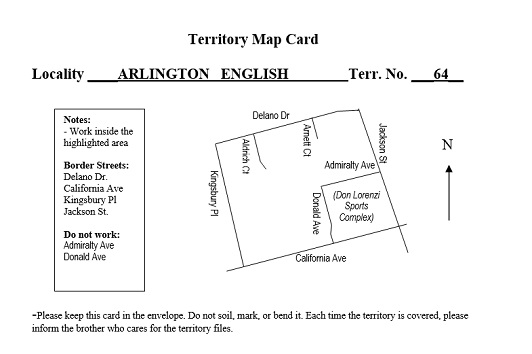 Territory Map Card
Locality ____ARLINGTON ENGLISH________Terr. No. ___64__
Notes:
- Work inside the
highlighted area
Border Streets:
Delano Dr.
California Ave
Kingsbury Pl
Jackson St.
Do not work:
Admiralty Ave
Donald Ave
Delano Dr
Aldrich Ct
Arnett Ct
Jackson St
Kingsbury Pl
Admiralty Ave
Donald Ave
(Don Lorenzi
Sports
Complex)
California Ave
N
-Please keep this card in the envelope. Do not soil, mark, or bend it. Each time the territory is covered, please
inform the brother who cares for the territory files.